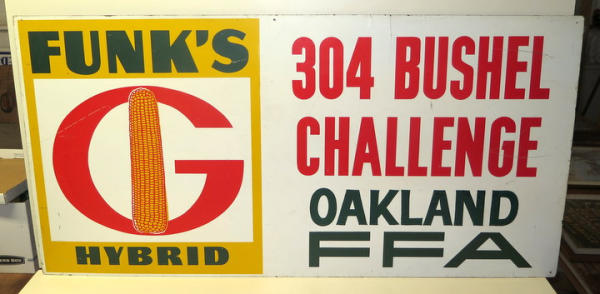 FUNK'S
G
HYBRID
304 BUSHEL
CHALLENGE
OAKLAND
FFA